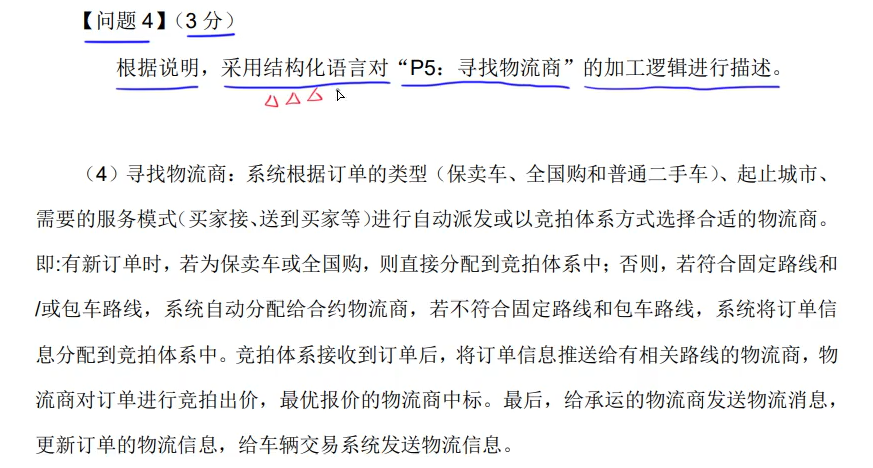 【问题 4】（3 分）
根据说明，采用结构化语言对“P5：寻找物流商”的加工逻辑进行描述。
（4）寻找物流商：系统根据订单的类型（保卖车、全国购和普通二手车）、起止城市、
需要的服务模式（买家接、送到买家等）进行自动派发或以竞拍体系方式选择合适的物流商。
即:有新订单时，若为保卖车或全国购，则直接分配到竞拍体系中；否则，若符合固定路线和
/或包车路线，系统自动分配给合约物流商，若不符合固定路线和包车路线，系统将订单信
息分配到竞拍体系中。竞拍体系接收到订单后，将订单信息推送给有相关路线的物流商，物
流商对订单进行竞拍出价，最优报价的物流商中标。最后，给承运的物流商发送物流消息，
更新订单的物流信息，给车辆交易系统发送物流信息。